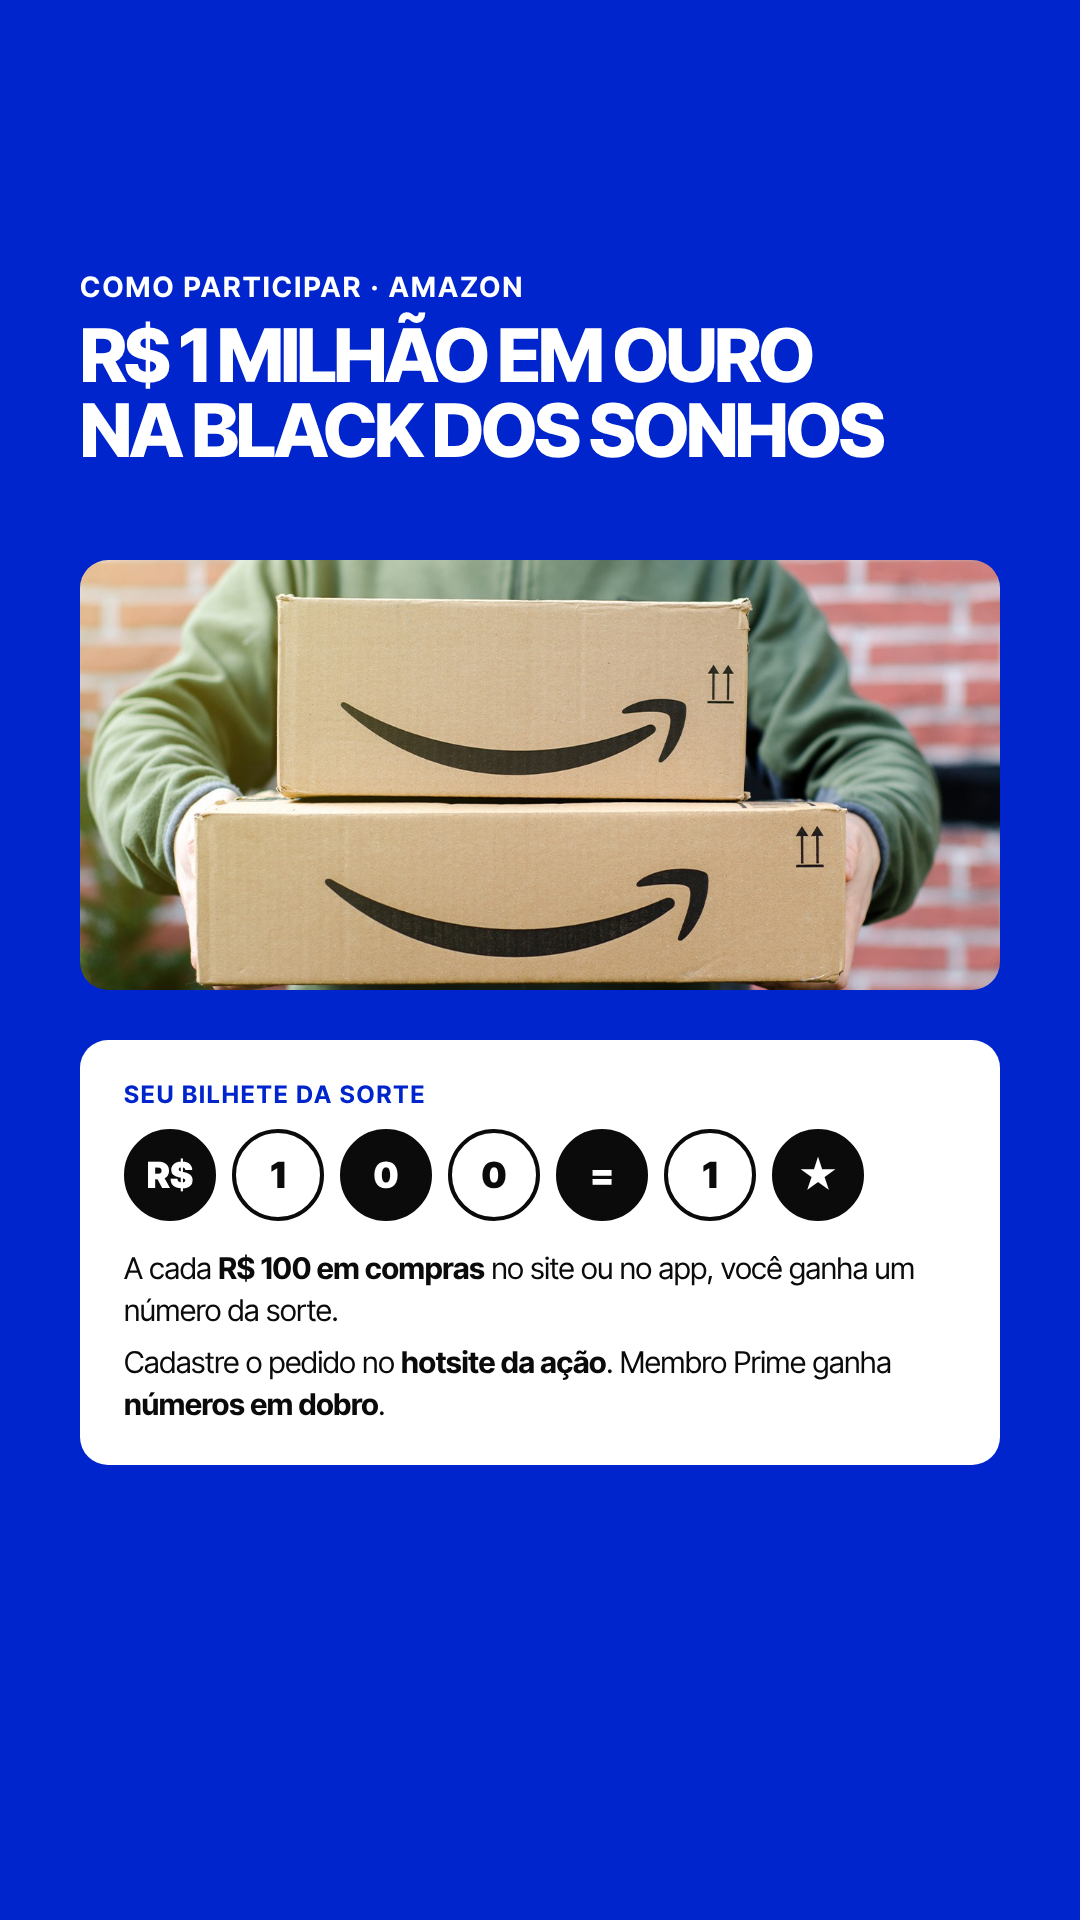 COMO PARTICIPAR · AMAZON
R$ 1 MILHÃO EM OURO
NA BLACK DOS SONHOS
SEU BILHETE DA SORTE
R$ 1 0 0 = 1 ★
A cada R$ 100 em compras no site ou no app, você ganha um
número da sorte.
Cadastre o pedido no hotsite da ação. Membro Prime ganha
números em dobro.